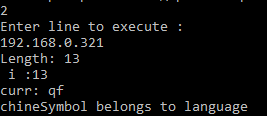 2
Enter line to execute :
192.168.0.321
Length: 13
 i :13
curr: qf
chineSymbol belongs to language